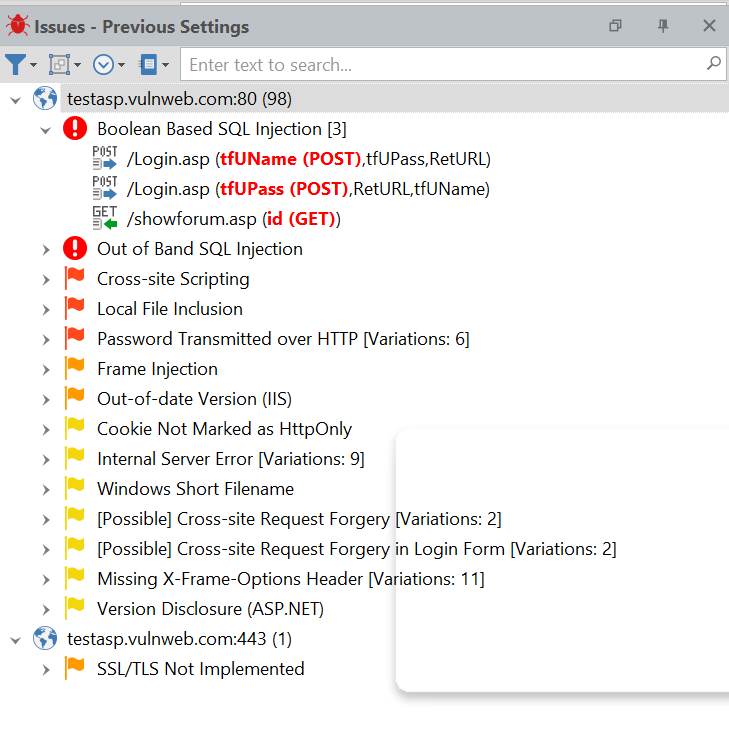 Issues - Previous Settings
Enter text to search...
testasp.vulnweb.com:80 (98)
Boolean Based SQL Injection [3]
POST /Login.asp (tfUName (POST),tfUPass,RetURL)
POST /Login.asp (tfUPass (POST),RetURL,tfUName)
GET /showforum.asp (id (GET))
Out of Band SQL Injection
Cross-site Scripting
Local File Inclusion
Password Transmitted over HTTP [Variations: 6]
Frame Injection
Out-of-date Version (IIS)
Cookie Not Marked as HttpOnly
Internal Server Error [Variations: 9]
Windows Short Filename
[Possible] Cross-site Request Forgery [Variations: 2]
[Possible] Cross-site Request Forgery in Login Form [Variations: 2]
Missing X-Frame-Options Header [Variations: 11]
Version Disclosure (ASP.NET)
testasp.vulnweb.com:443 (1)
SSL/TLS Not Implemented